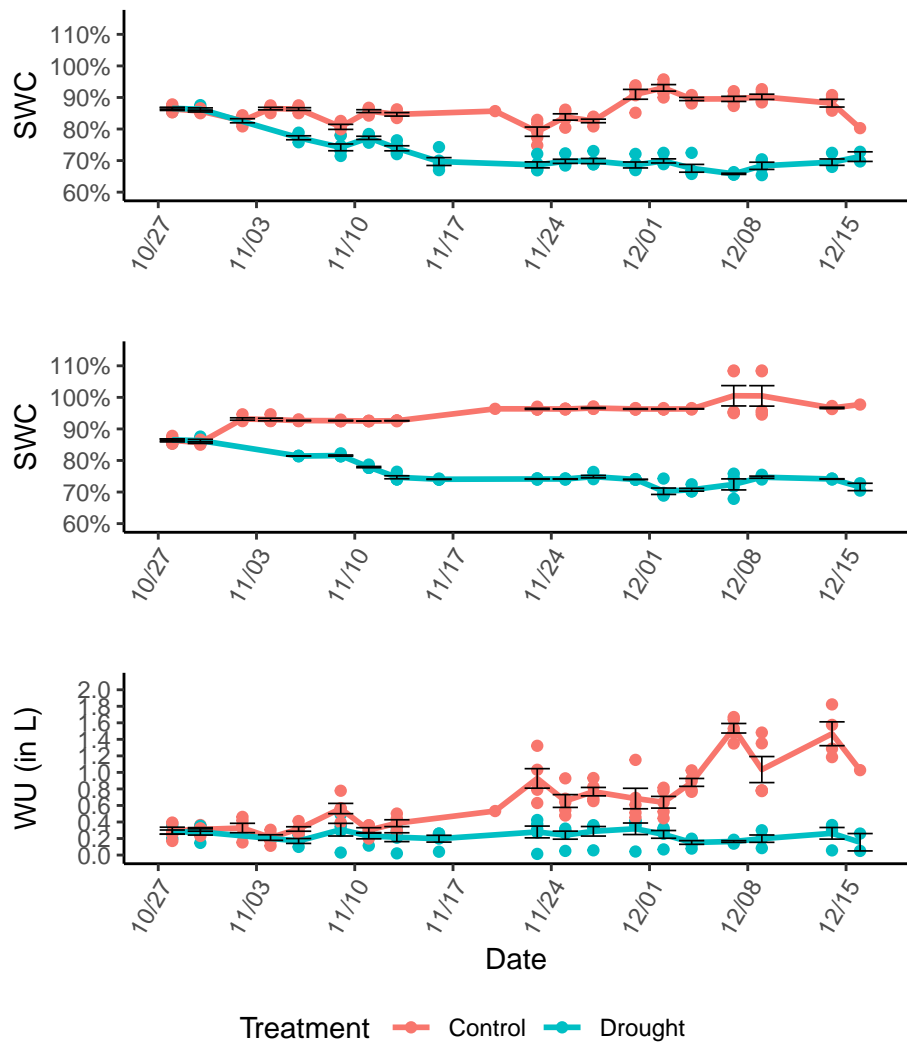 SWC
110%
100%
90%
80%
70%
60%
10/27 11/03 11/10 11/17 11/24 12/01 12/08 12/15
SWC
110%
100%
90%
80%
70%
60%
10/27 11/03 11/10 11/17 11/24 12/01 12/08 12/15
WU (in L)
2.0
1.8
1.6
1.4
1.2
1.0
0.8
0.6
0.4
0.2
0.0
10/27 11/03 11/10 11/17 11/24 12/01 12/08 12/15
Date
Treatment Control Drought